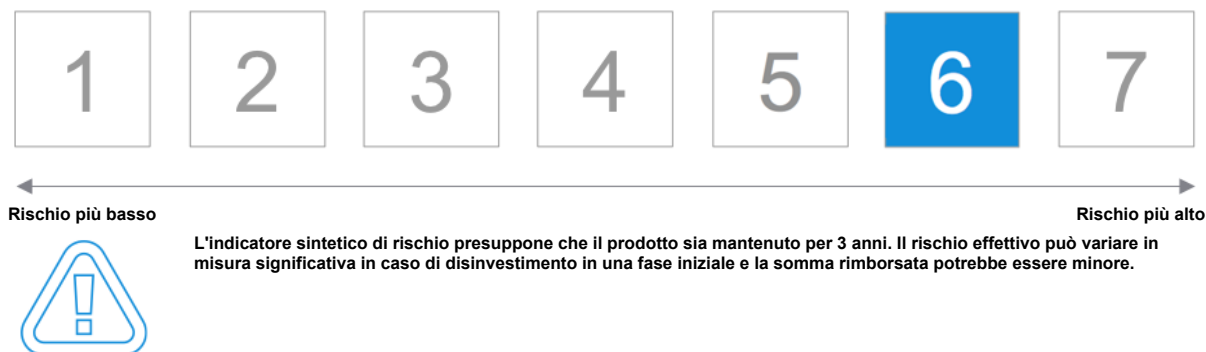 1 2 3 4 5 6 7
Rischio più basso Rischio più alto
L'indicatore sintetico di rischio presuppone che il prodotto sia mantenuto per 3 anni. Il rischio effettivo può variare in
misura significativa in caso di disinvestimento in una fase iniziale e la somma rimborsata potrebbe essere minore.